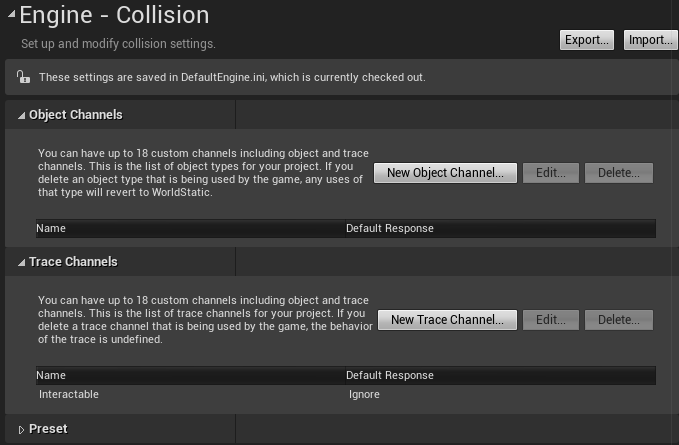 Engine - Collision
Set up and modify collision settings.
Export... Import...
These settings are saved in DefaultEngine.ini, which is currently checked out.
Object Channels
You can have up to 18 custom channels including object and trace
channels. This is the list of object types for your project. If you
delete an object type that is being used by the game, any uses of
that type will revert to WorldStatic.
New Object Channel... Edit... Delete...
Name Default Response
Trace Channels
You can have up to 18 custom channels including object and trace
channels. This is the list of trace channels for your project. If you
delete a trace channel that is being used by the game, the behavior
of the trace is undefined.
New Trace Channel... Edit... Delete...
Name Default Response
Interactable Ignore
Preset